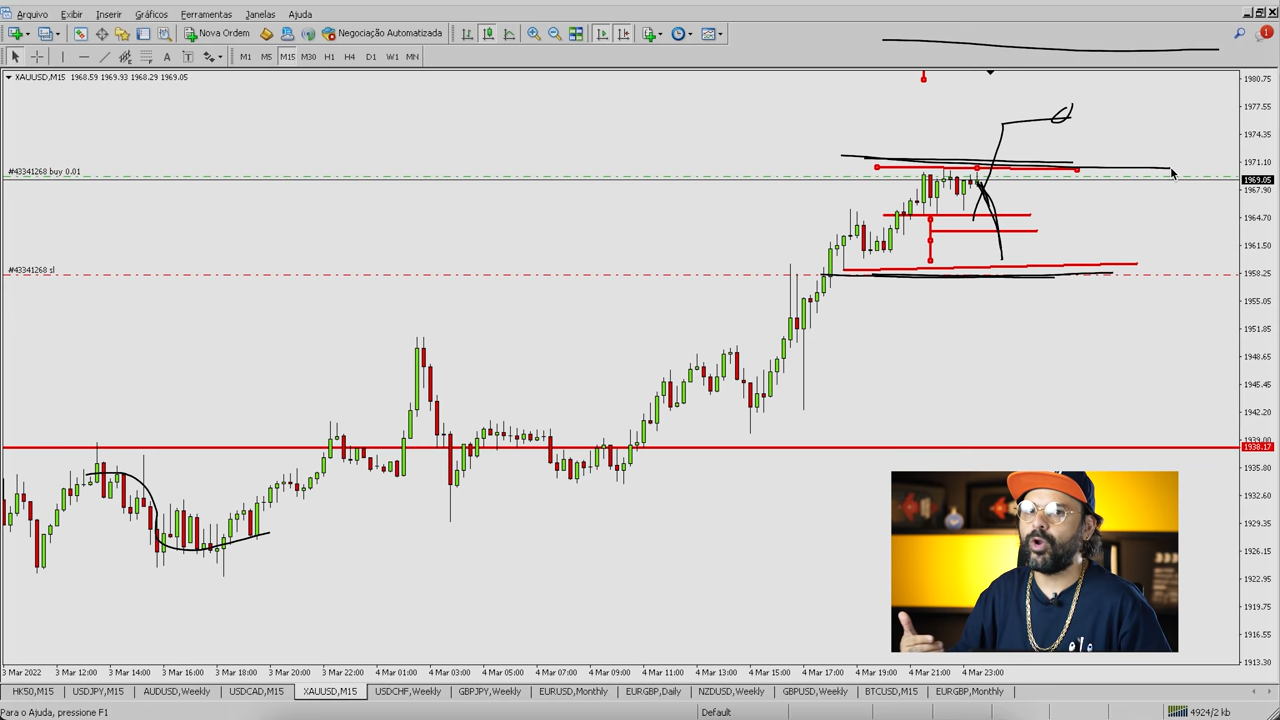 Arquivo Exibir Inserir Gráficos Ferramentas Janelas Ajuda
Nova Ordem Negociação Automatizada
A T M1 M5 M15 M30 H1 H4 D1 W1 MN
XAUUSD,M15 1968.59 1969.93 1968.29 1969.05
1980.75
1977.55
1974.35
1971.10
#43341268 buy 0.01
1969.05
1967.90
1964.70
1961.50
#43341268 sl
1958.25
1955.05
1951.85
1948.65
1945.45
1942.20
1939.00
1938.17
1935.80
1932.60
1929.35
1926.15
1922.95
1919.75
1916.55
1913.30
3 Mar 2022 3 Mar 12:00 3 Mar 14:00 3 Mar 16:00 3 Mar 18:00 3 Mar 20:00 3 Mar 22:00 4 Mar 01:00 4 Mar 03:00 4 Mar 05:00 4 Mar 07:00 4 Mar 09:00 4 Mar 11:00 4 Mar 13:00 4 Mar 15:00 4 Mar 17:00 4 Mar 19:00 4 Mar 21:00 4 Mar 23:00
HK50,M15 USDJPY,M15 AUDUSD,Weekly USDCAD,M15 XAUUSD,M15 USDCHF,Weekly GBPJPY,Weekly EURUSD,Monthly EURGBP,Daily NZDUSD,Weekly GBPUSD,Weekly BTCUSD,M15 EURGBP,Monthly
Para o Ajuda, pressione F1 Default 4924/2 kb